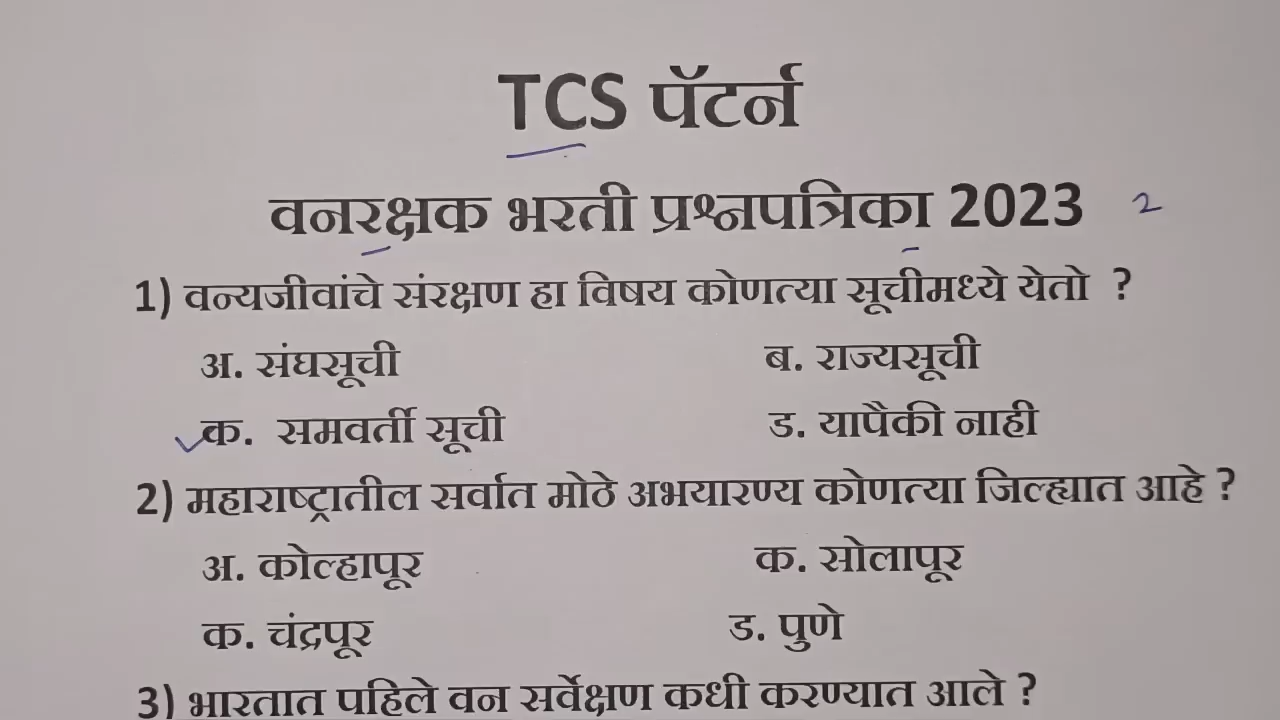 TCS पॅटर्न
वनरक्षक भरती प्रश्नपत्रिका 2023 2
1) वन्यजीवांचे संरक्षण हा विषय कोणत्या सूचीमध्ये येतो ?
अ. संघसूची ब. राज्यसूची
क. समवर्ती सूची ड. यापैकी नाही
2) महाराष्ट्रातील सर्वात मोठे अभयारण्य कोणत्या जिल्ह्यात आहे ?
अ. कोल्हापूर क. सोलापूर
क. चंद्रपूर ड. पुणे
3) भारतात पहिले वन सर्वेक्षण कधी करण्यात आले ?